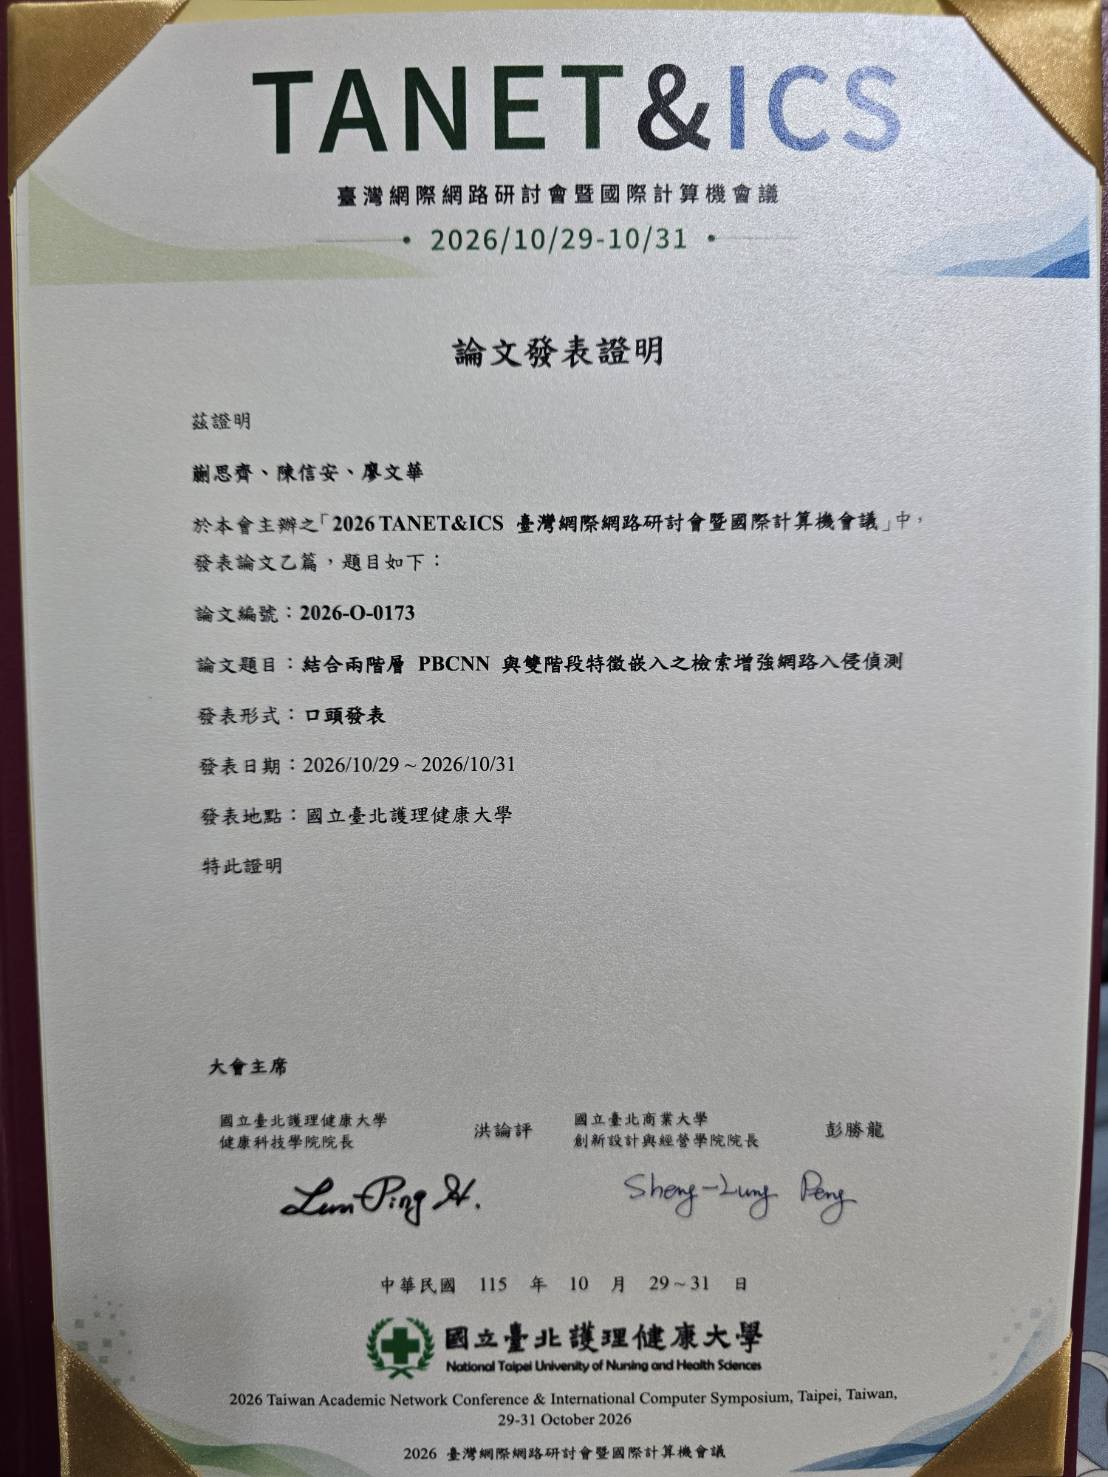 TANET&ICS
臺灣網際網路研討會暨國際計算機會議
2026/10/29-10/31
論文發表證明
茲證明
蒯思齊、陳信安、廖文華
於本會主辦之「2026 TANET&ICS 臺灣網際網路研討會暨國際計算機會議」中，
發表論文乙篇，題目如下：
論文編號：2026-O-0173
論文題目：結合兩階層 PBCNN 與雙階段特徵嵌入之檢索增強網路入侵偵測
發表形式：口頭發表
發表日期：2026/10/29 ~ 2026/10/31
發表地點：國立臺北護理健康大學
特此證明
大會主席
國立臺北護理健康大學
健康科技學院院長
洪論評
國立臺北商業大學
創新設計與經營學院院長
彭勝龍
Lun-Ping H.
Sheng-Lung Peng
中華民國 115 年 10 月 29~31 日
國立臺北護理健康大學
National Taipei University of Nursing and Health Sciences
2026 Taiwan Academic Network Conference & International Computer Symposium, Taipei, Taiwan,
29-31 October 2026
2026 臺灣網際網路研討會暨國際計算機會議